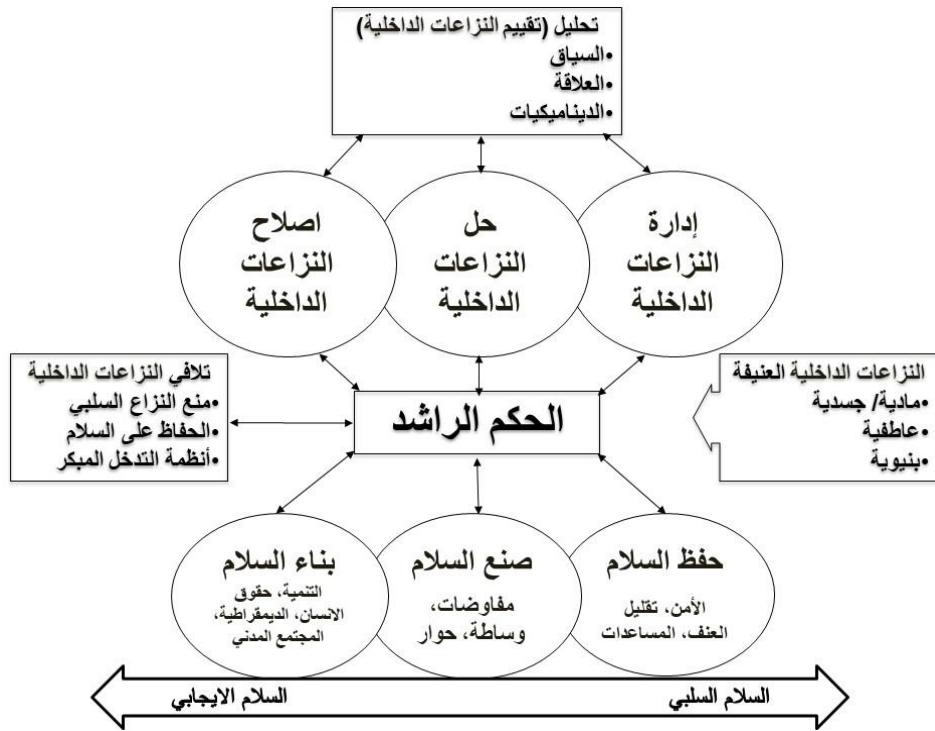 تحليل (تقييم النزاعات الداخلية)
•السياق
•العلاقة
•الديناميكيات
إدارة
النزاعات
الداخلية
حل
النزاعات
الداخلية
اصلاح
النزاعات
الداخلية
النزاعات الداخلية العنيفة
•مادية/ جسدية
•عاطفية
•بنيوية
الحكم الراشد
تلافي النزاعات الداخلية
•منع النزاع السلبي
•الحفاظ على السلام
•أنظمة التدخل المبكر
حفظ السلام
الأمن، تقليل
العنف، المساعدات
صنع السلام
مفاوضات،
وساطة، حوار
بناء السلام
التنمية، حقوق
الانسان، الديمقراطية،
المجتمع المدني
السلام السلبي
السلام الايجابي